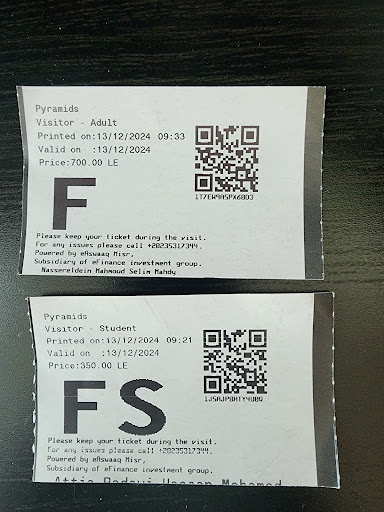 Pyramids
Visitor - Adult
Printed on:13/12/2024 09:33
Valid on :13/12/2024
Price:700.00 LE
F
Please keep your ticket during the visit.
For any issues please call +20235317344.
Powered by eAswaaq Misr,
Subsidiary of eFinance investment group.
Nassereldein Mahmoud Selim Mahdy
Pyramids
Visitor - Student
Printed on:13/12/2024 09:21
Valid on :13/12/2024
Price:350.00 LE
FS
Please keep your ticket during the visit.
For any issues please call +20235317344.
Powered by eAswaaq Misr,
Subsidiary of eFinance investment group.